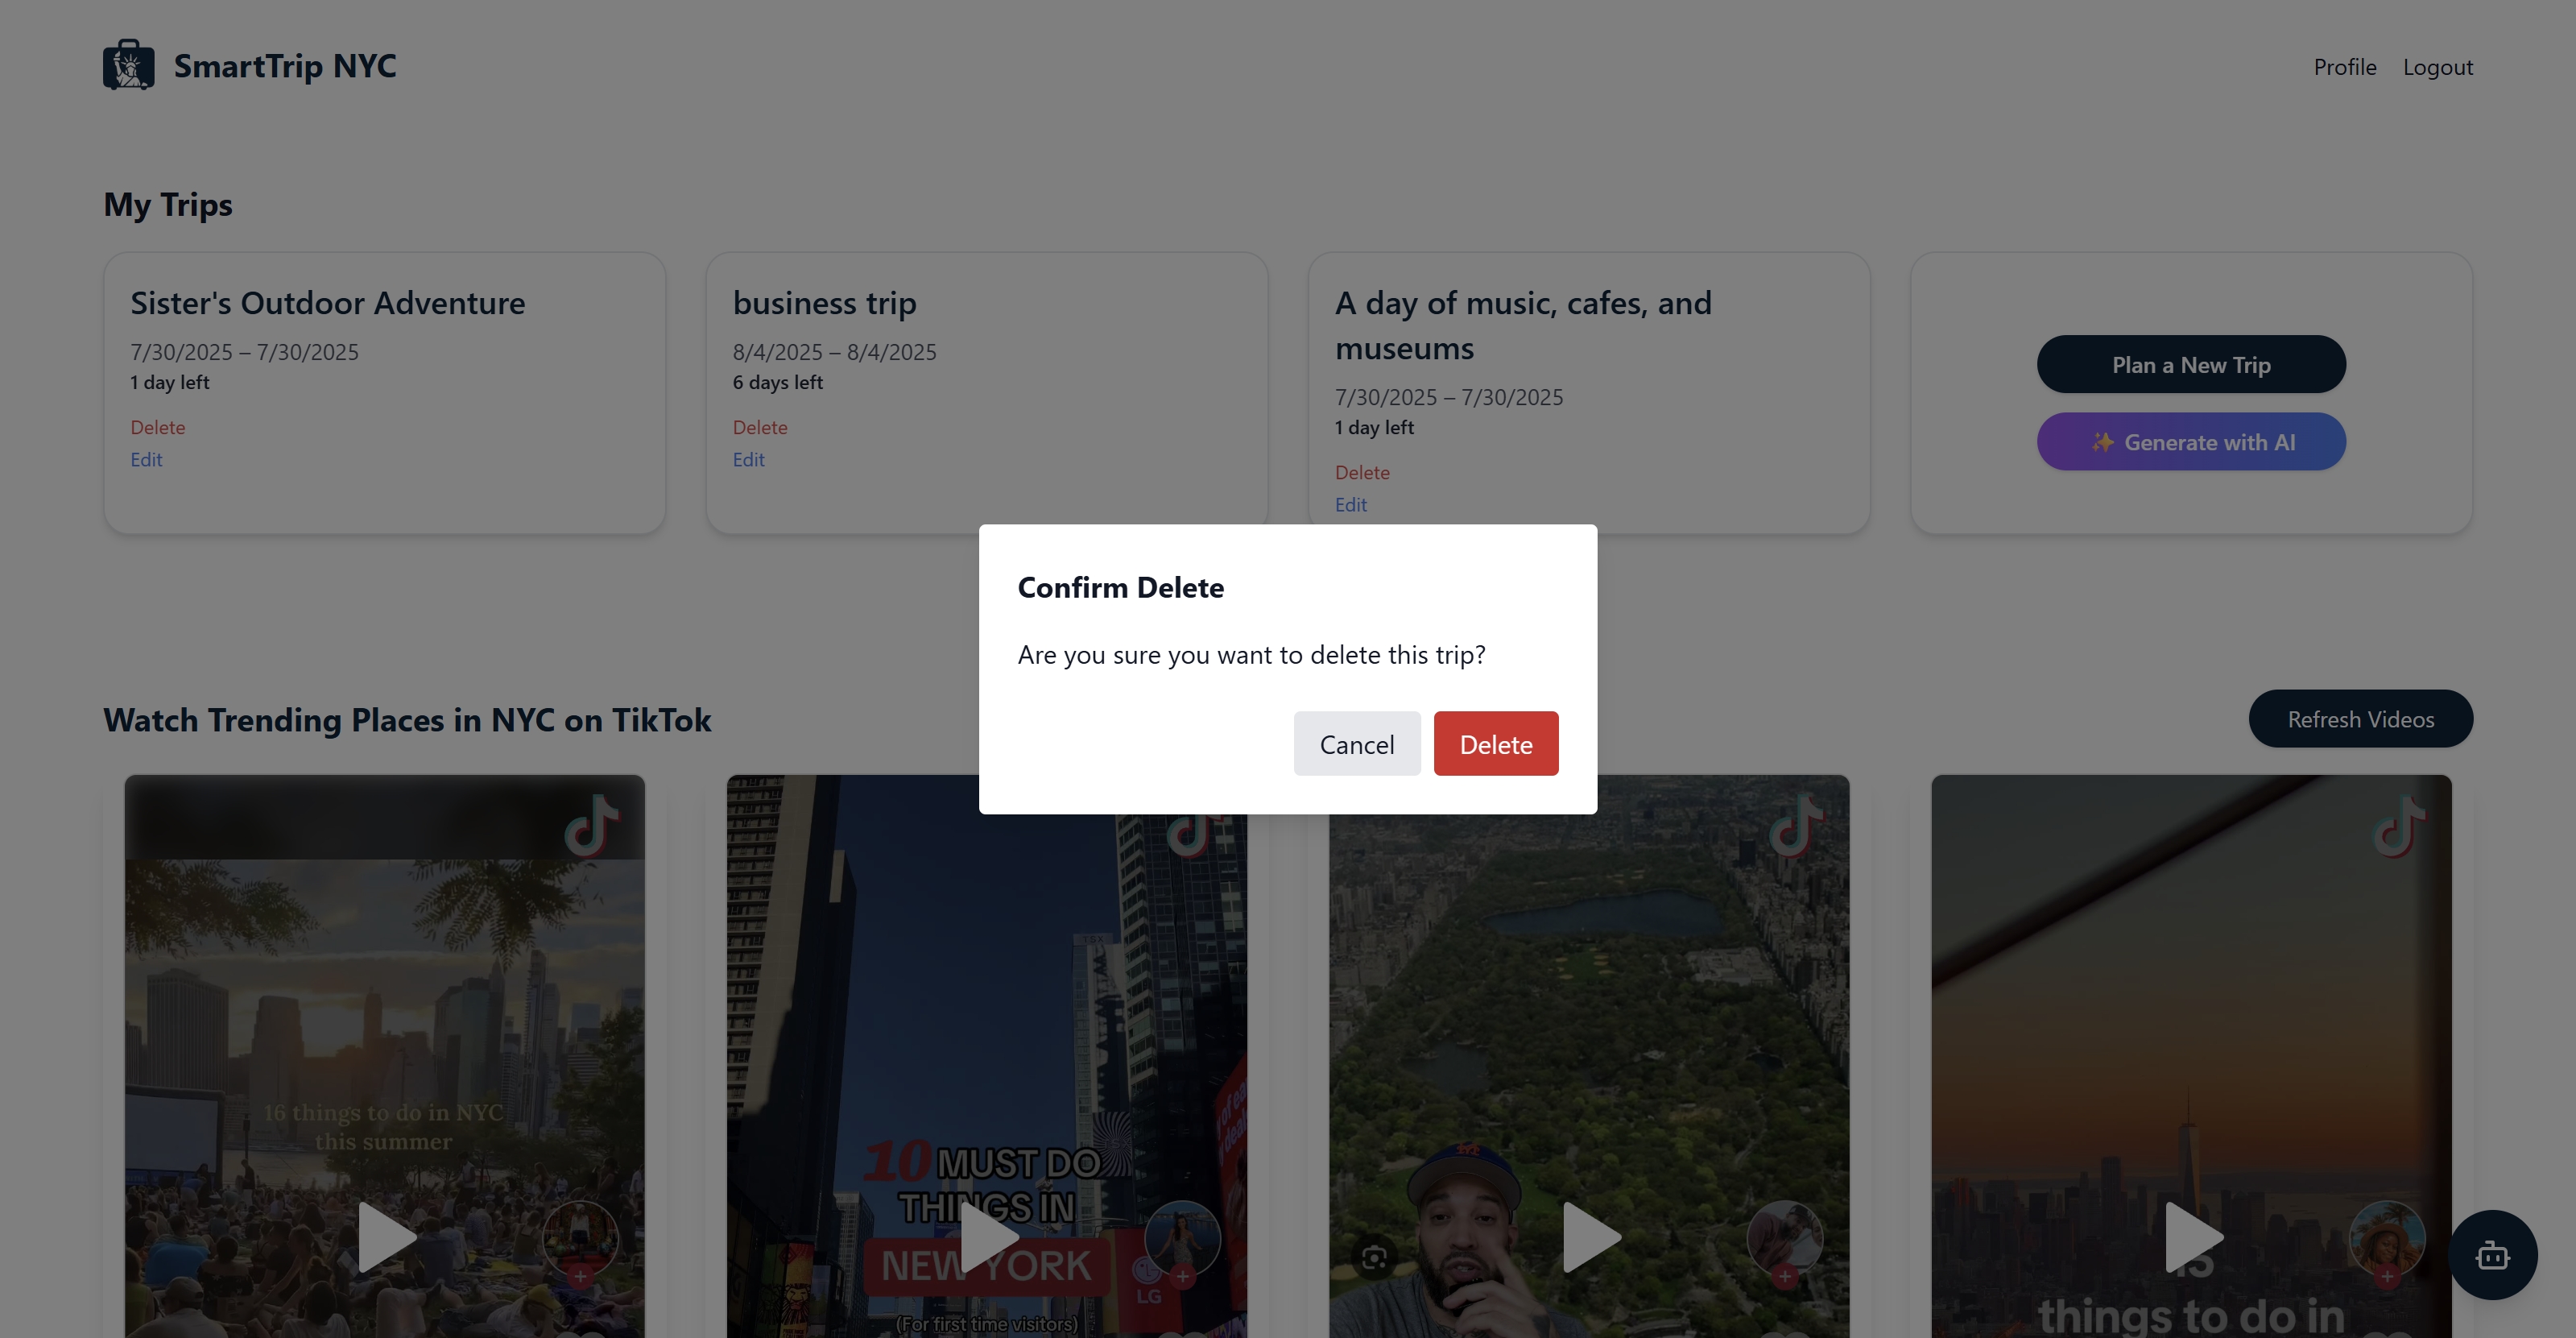 SmartTrip NYC
Profile
Logout
My Trips
Sister's Outdoor Adventure
7/30/2025 – 7/30/2025
1 day left
Delete
Edit
business trip
8/4/2025 – 8/4/2025
6 days left
Delete
Edit
A day of music, cafes, and
museums
7/30/2025 – 7/30/2025
1 day left
Delete
Edit
Plan a New Trip
✨ Generate with AI
Confirm Delete
Are you sure you want to delete this trip?
Cancel
Delete
Watch Trending Places in NYC on TikTok
Refresh Videos
16 things to do in NYC
this summer
TSX
10 MUST DO
THINGS IN
NEW YORK
(For first time visitors)
LG
15
things to do in